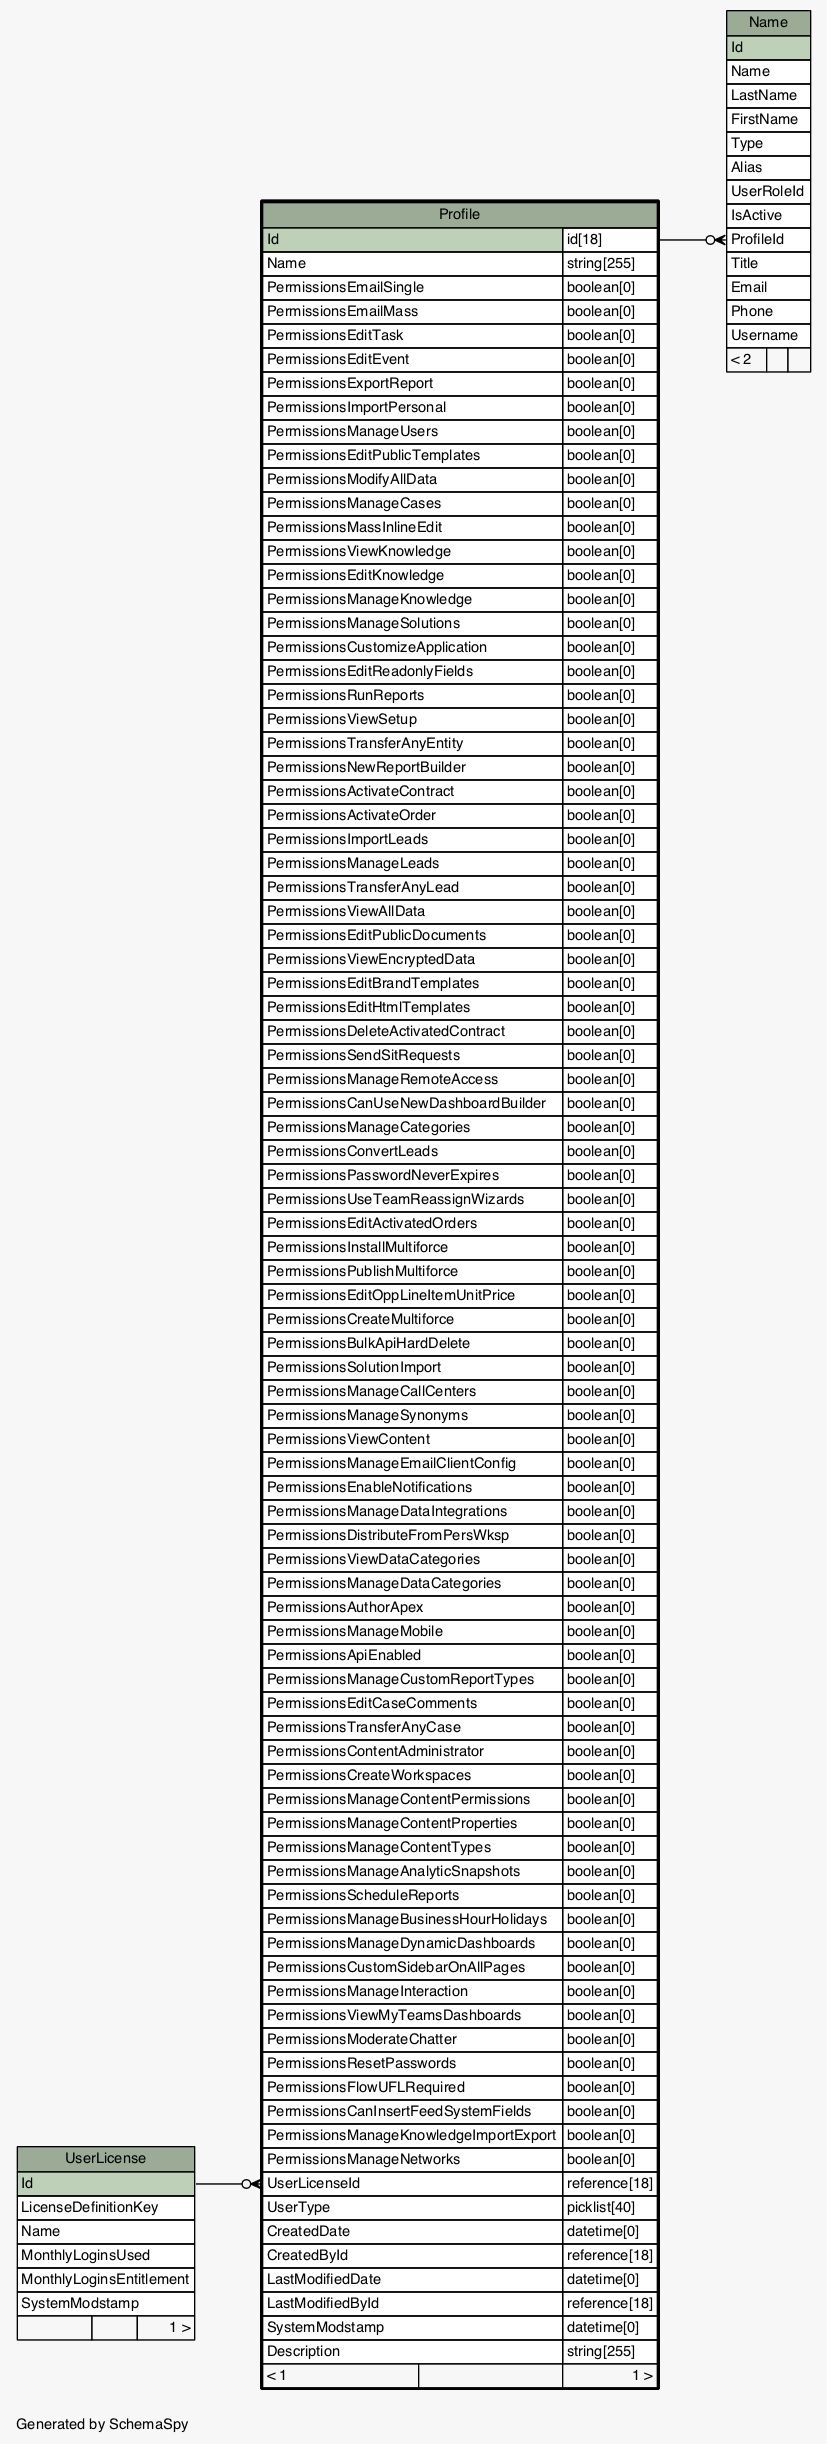 Name
Id
Name
LastName
FirstName
Type
Alias
UserRoleId
IsActive
ProfileId
Title
Email
Phone
Username
< 2
Profile
Id id[18]
Name string[255]
PermissionsEmailSingle boolean[0]
PermissionsEmailMass boolean[0]
PermissionsEditTask boolean[0]
PermissionsEditEvent boolean[0]
PermissionsExportReport boolean[0]
PermissionsImportPersonal boolean[0]
PermissionsManageUsers boolean[0]
PermissionsEditPublicTemplates boolean[0]
PermissionsModifyAllData boolean[0]
PermissionsManageCases boolean[0]
PermissionsMassInlineEdit boolean[0]
PermissionsViewKnowledge boolean[0]
PermissionsEditKnowledge boolean[0]
PermissionsManageKnowledge boolean[0]
PermissionsManageSolutions boolean[0]
PermissionsCustomizeApplication boolean[0]
PermissionsEditReadonlyFields boolean[0]
PermissionsRunReports boolean[0]
PermissionsViewSetup boolean[0]
PermissionsTransferAnyEntity boolean[0]
PermissionsNewReportBuilder boolean[0]
PermissionsActivateContract boolean[0]
PermissionsActivateOrder boolean[0]
PermissionsImportLeads boolean[0]
PermissionsManageLeads boolean[0]
PermissionsTransferAnyLead boolean[0]
PermissionsViewAllData boolean[0]
PermissionsEditPublicDocuments boolean[0]
PermissionsViewEncryptedData boolean[0]
PermissionsEditBrandTemplates boolean[0]
PermissionsEditHtmlTemplates boolean[0]
PermissionsDeleteActivatedContract boolean[0]
PermissionsSendSitRequests boolean[0]
PermissionsManageRemoteAccess boolean[0]
PermissionsCanUseNewDashboardBuilder boolean[0]
PermissionsManageCategories boolean[0]
PermissionsConvertLeads boolean[0]
PermissionsPasswordNeverExpires boolean[0]
PermissionsUseTeamReassignWizards boolean[0]
PermissionsEditActivatedOrders boolean[0]
PermissionsInstallMultiforce boolean[0]
PermissionsPublishMultiforce boolean[0]
PermissionsEditOppLineItemUnitPrice boolean[0]
PermissionsCreateMultiforce boolean[0]
PermissionsBulkApiHardDelete boolean[0]
PermissionsSolutionImport boolean[0]
PermissionsManageCallCenters boolean[0]
PermissionsManageSynonyms boolean[0]
PermissionsViewContent boolean[0]
PermissionsManageEmailClientConfig boolean[0]
PermissionsEnableNotifications boolean[0]
PermissionsManageDataIntegrations boolean[0]
PermissionsDistributeFromPersWksp boolean[0]
PermissionsViewDataCategories boolean[0]
PermissionsManageDataCategories boolean[0]
PermissionsAuthorApex boolean[0]
PermissionsManageMobile boolean[0]
PermissionsApiEnabled boolean[0]
PermissionsManageCustomReportTypes boolean[0]
PermissionsEditCaseComments boolean[0]
PermissionsTransferAnyCase boolean[0]
PermissionsContentAdministrator boolean[0]
PermissionsCreateWorkspaces boolean[0]
PermissionsManageContentPermissions boolean[0]
PermissionsManageContentProperties boolean[0]
PermissionsManageContentTypes boolean[0]
PermissionsManageAnalyticSnapshots boolean[0]
PermissionsScheduleReports boolean[0]
PermissionsManageBusinessHourHolidays boolean[0]
PermissionsManageDynamicDashboards boolean[0]
PermissionsCustomSidebarOnAllPages boolean[0]
PermissionsManageInteraction boolean[0]
PermissionsViewMyTeamsDashboards boolean[0]
PermissionsModerateChatter boolean[0]
PermissionsResetPasswords boolean[0]
PermissionsFlowUFLRequired boolean[0]
PermissionsCanInsertFeedSystemFields boolean[0]
PermissionsManageKnowledgeImportExport boolean[0]
PermissionsManageNetworks boolean[0]
UserLicenseId reference[18]
UserType picklist[40]
CreatedDate datetime[0]
CreatedById reference[18]
LastModifiedDate datetime[0]
LastModifiedById reference[18]
SystemModstamp datetime[0]
Description string[255]
< 1 1 >
UserLicense
Id
LicenseDefinitionKey
Name
MonthlyLoginsUsed
MonthlyLoginsEntitlement
SystemModstamp
1 >
Generated by SchemaSpy